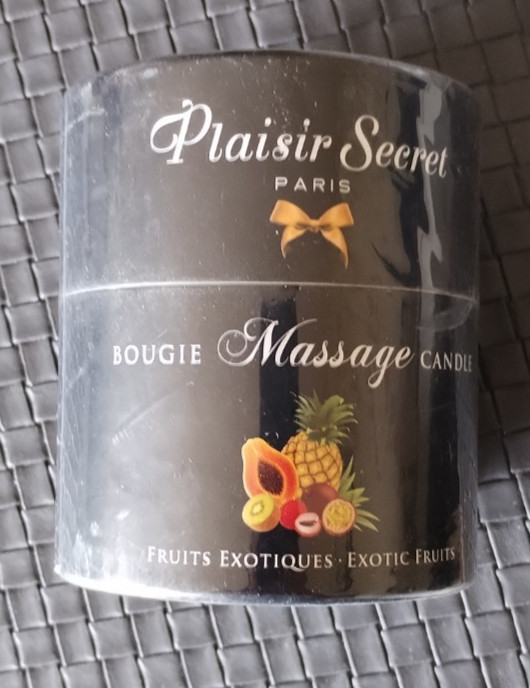 Plaisir Secret
PARIS
BOUGIE Massage CANDLE
FRUITS EXOTIQUES · EXOTIC FRUITS